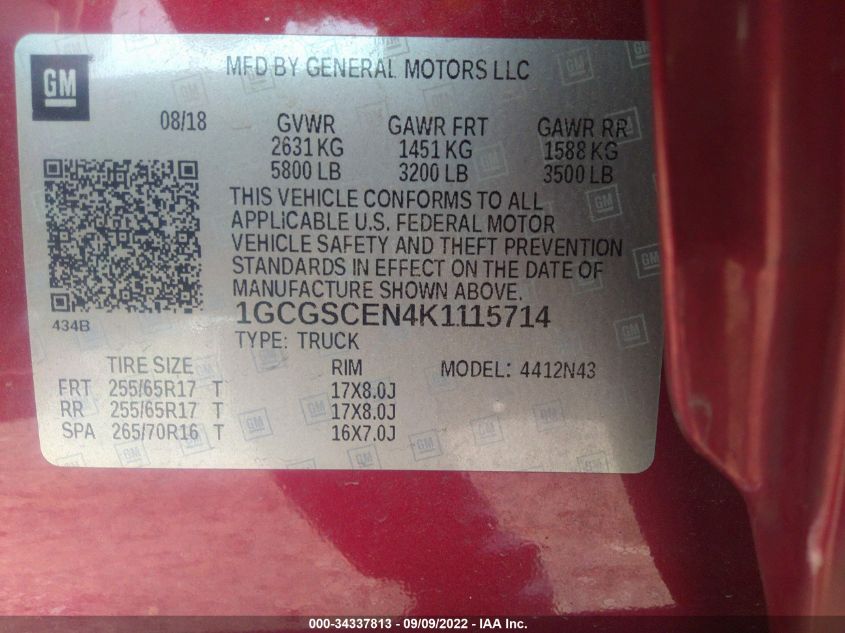 GM
MFD BY GENERAL MOTORS LLC
08/18 GVWR GAWR FRT GAWR RR
2631 KG 1451 KG 1588 KG
5800 LB 3200 LB 3500 LB
THIS VEHICLE CONFORMS TO ALL
APPLICABLE U.S. FEDERAL MOTOR
VEHICLE SAFETY AND THEFT PREVENTION
STANDARDS IN EFFECT ON THE DATE OF
MANUFACTURE SHOWN ABOVE.
434B
1GCGSCEN4K1115714
TYPE: TRUCK
TIRE SIZE RIM MODEL: 4412N43
FRT 255/65R17 T 17X8.0J
RR 255/65R17 T 17X8.0J
SPA 265/70R16 T 16X7.0J
000-34337813 - 09/09/2022 - IAA Inc.